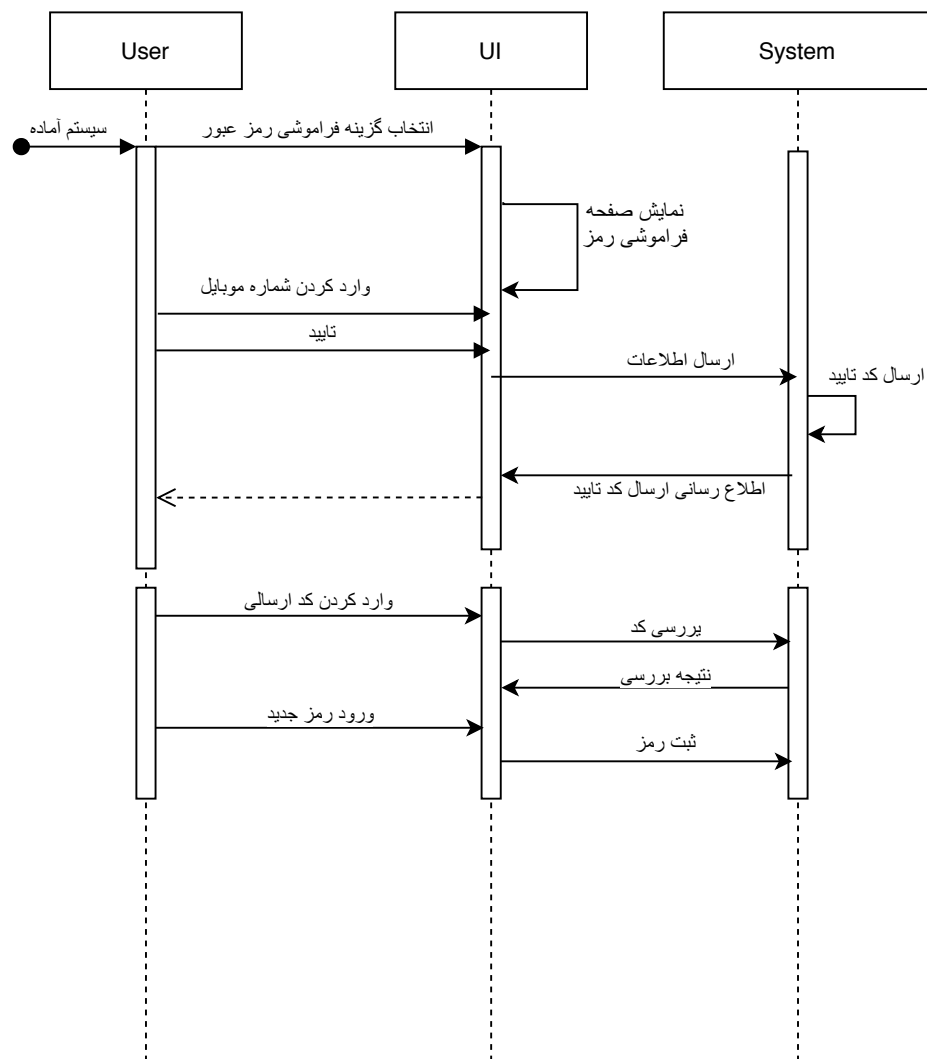 User
UI
System
سیستم آماده
انتخاب گزینه فراموشی رمز عبور
نمایش صفحه
فراموشی رمز
وارد کردن شماره موبایل
تایید
ارسال اطلاعات
ارسال کد تایید
اطلاع رسانی ارسال کد تایید
وارد کردن کد ارسالی
یررسی کد
نتیجه بررسی
ورود رمز جدید
ثبت رمز